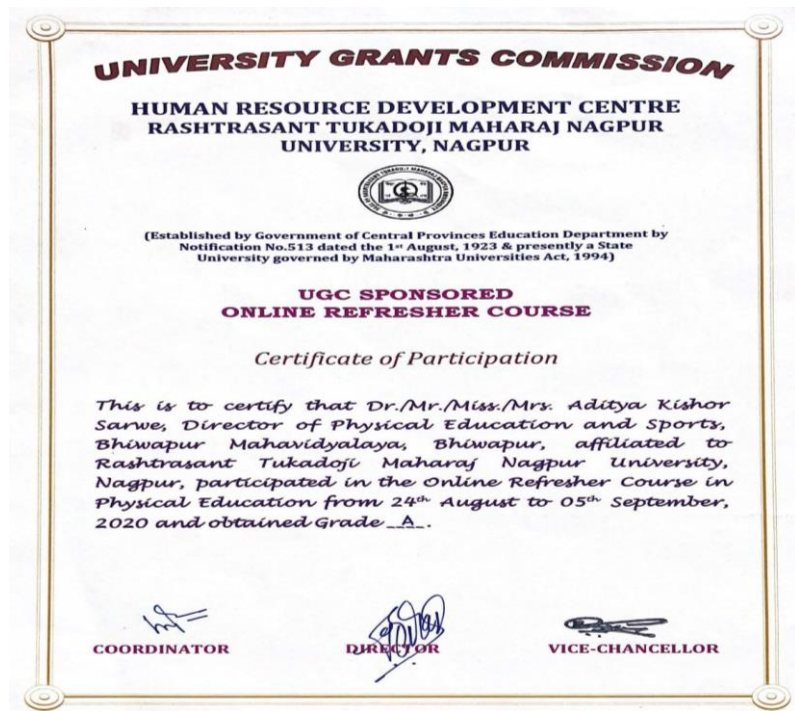 UNIVERSITY GRANTS COMMISSION
HUMAN RESOURCE DEVELOPMENT CENTRE
RASHTRASANT TUKADOJI MAHARAJ NAGPUR
UNIVERSITY, NAGPUR
(Established by Government of Central Provinces Education Department by
Notification No.513 dated the 1st August, 1923 & presently a State
University governed by Maharashtra Universities Act, 1994)
UGC SPONSORED
ONLINE REFRESHER COURSE
Certificate of Participation
This is to certify that Dr./Mr./Miss./Mrs. Aditya Kishor
Sarwe, Director of Physical Education and Sports,
Bhiwapur Mahavidyalaya, Bhiwapur, affiliated to
Rashtrasant Tukadoji Maharaj Nagpur University,
Nagpur, participated in the Online Refresher Course in
Physical Education from 24th August to 05th September,
2020 and obtained Grade __A__.
COORDINATOR
DIRECTOR
VICE-CHANCELLOR